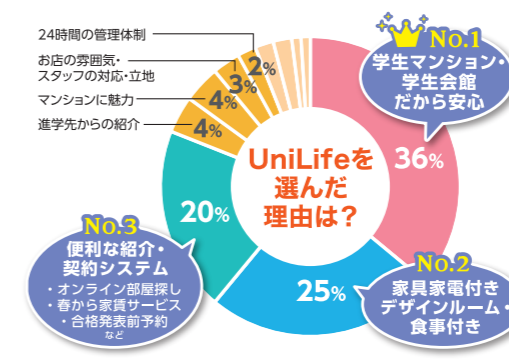 24時間の管理体制
お店の雰囲気・
スタッフの対応・立地
マンションに魅力
進学先からの紹介
2%
3%
4%
4%
No.1
学生マンション・
学生会館
だから安心
36%
UniLifeを
選んだ
理由は？
20%
25%
No.3
便利な紹介・
契約システム
・オンライン部屋探し
・春から家賃サービス
・合格発表前予約
など
No.2
家具家電付き
デザインルーム・
食事付き